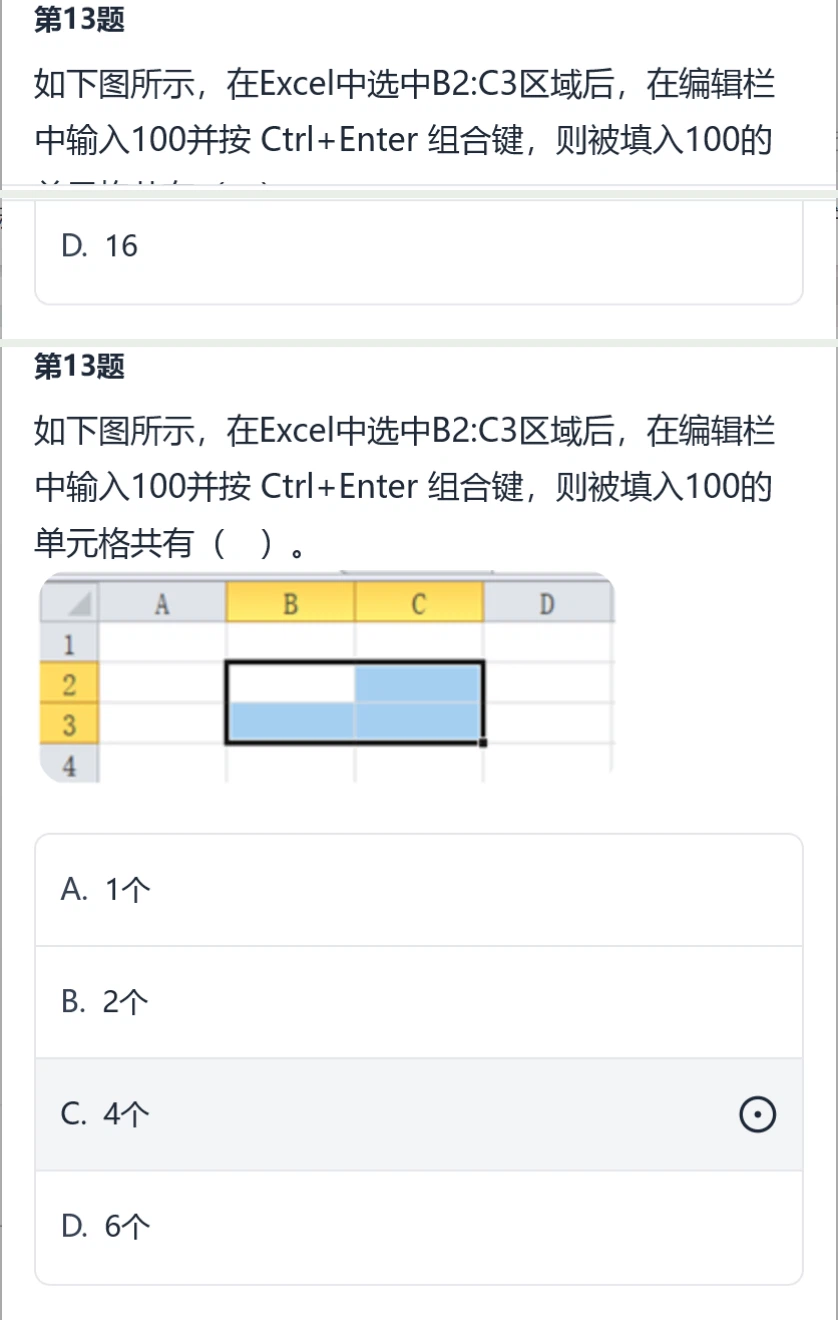 第13题
如下图所示，在Excel中选中B2:C3区域后，在编辑栏
中输入100并按 Ctrl+Enter 组合键，则被填入100的
D. 16
第13题
如下图所示，在Excel中选中B2:C3区域后，在编辑栏
中输入100并按 Ctrl+Enter 组合键，则被填入100的
单元格共有（ ）。
A B C D
1
2
3
4
A. 1个
B. 2个
C. 4个
D. 6个